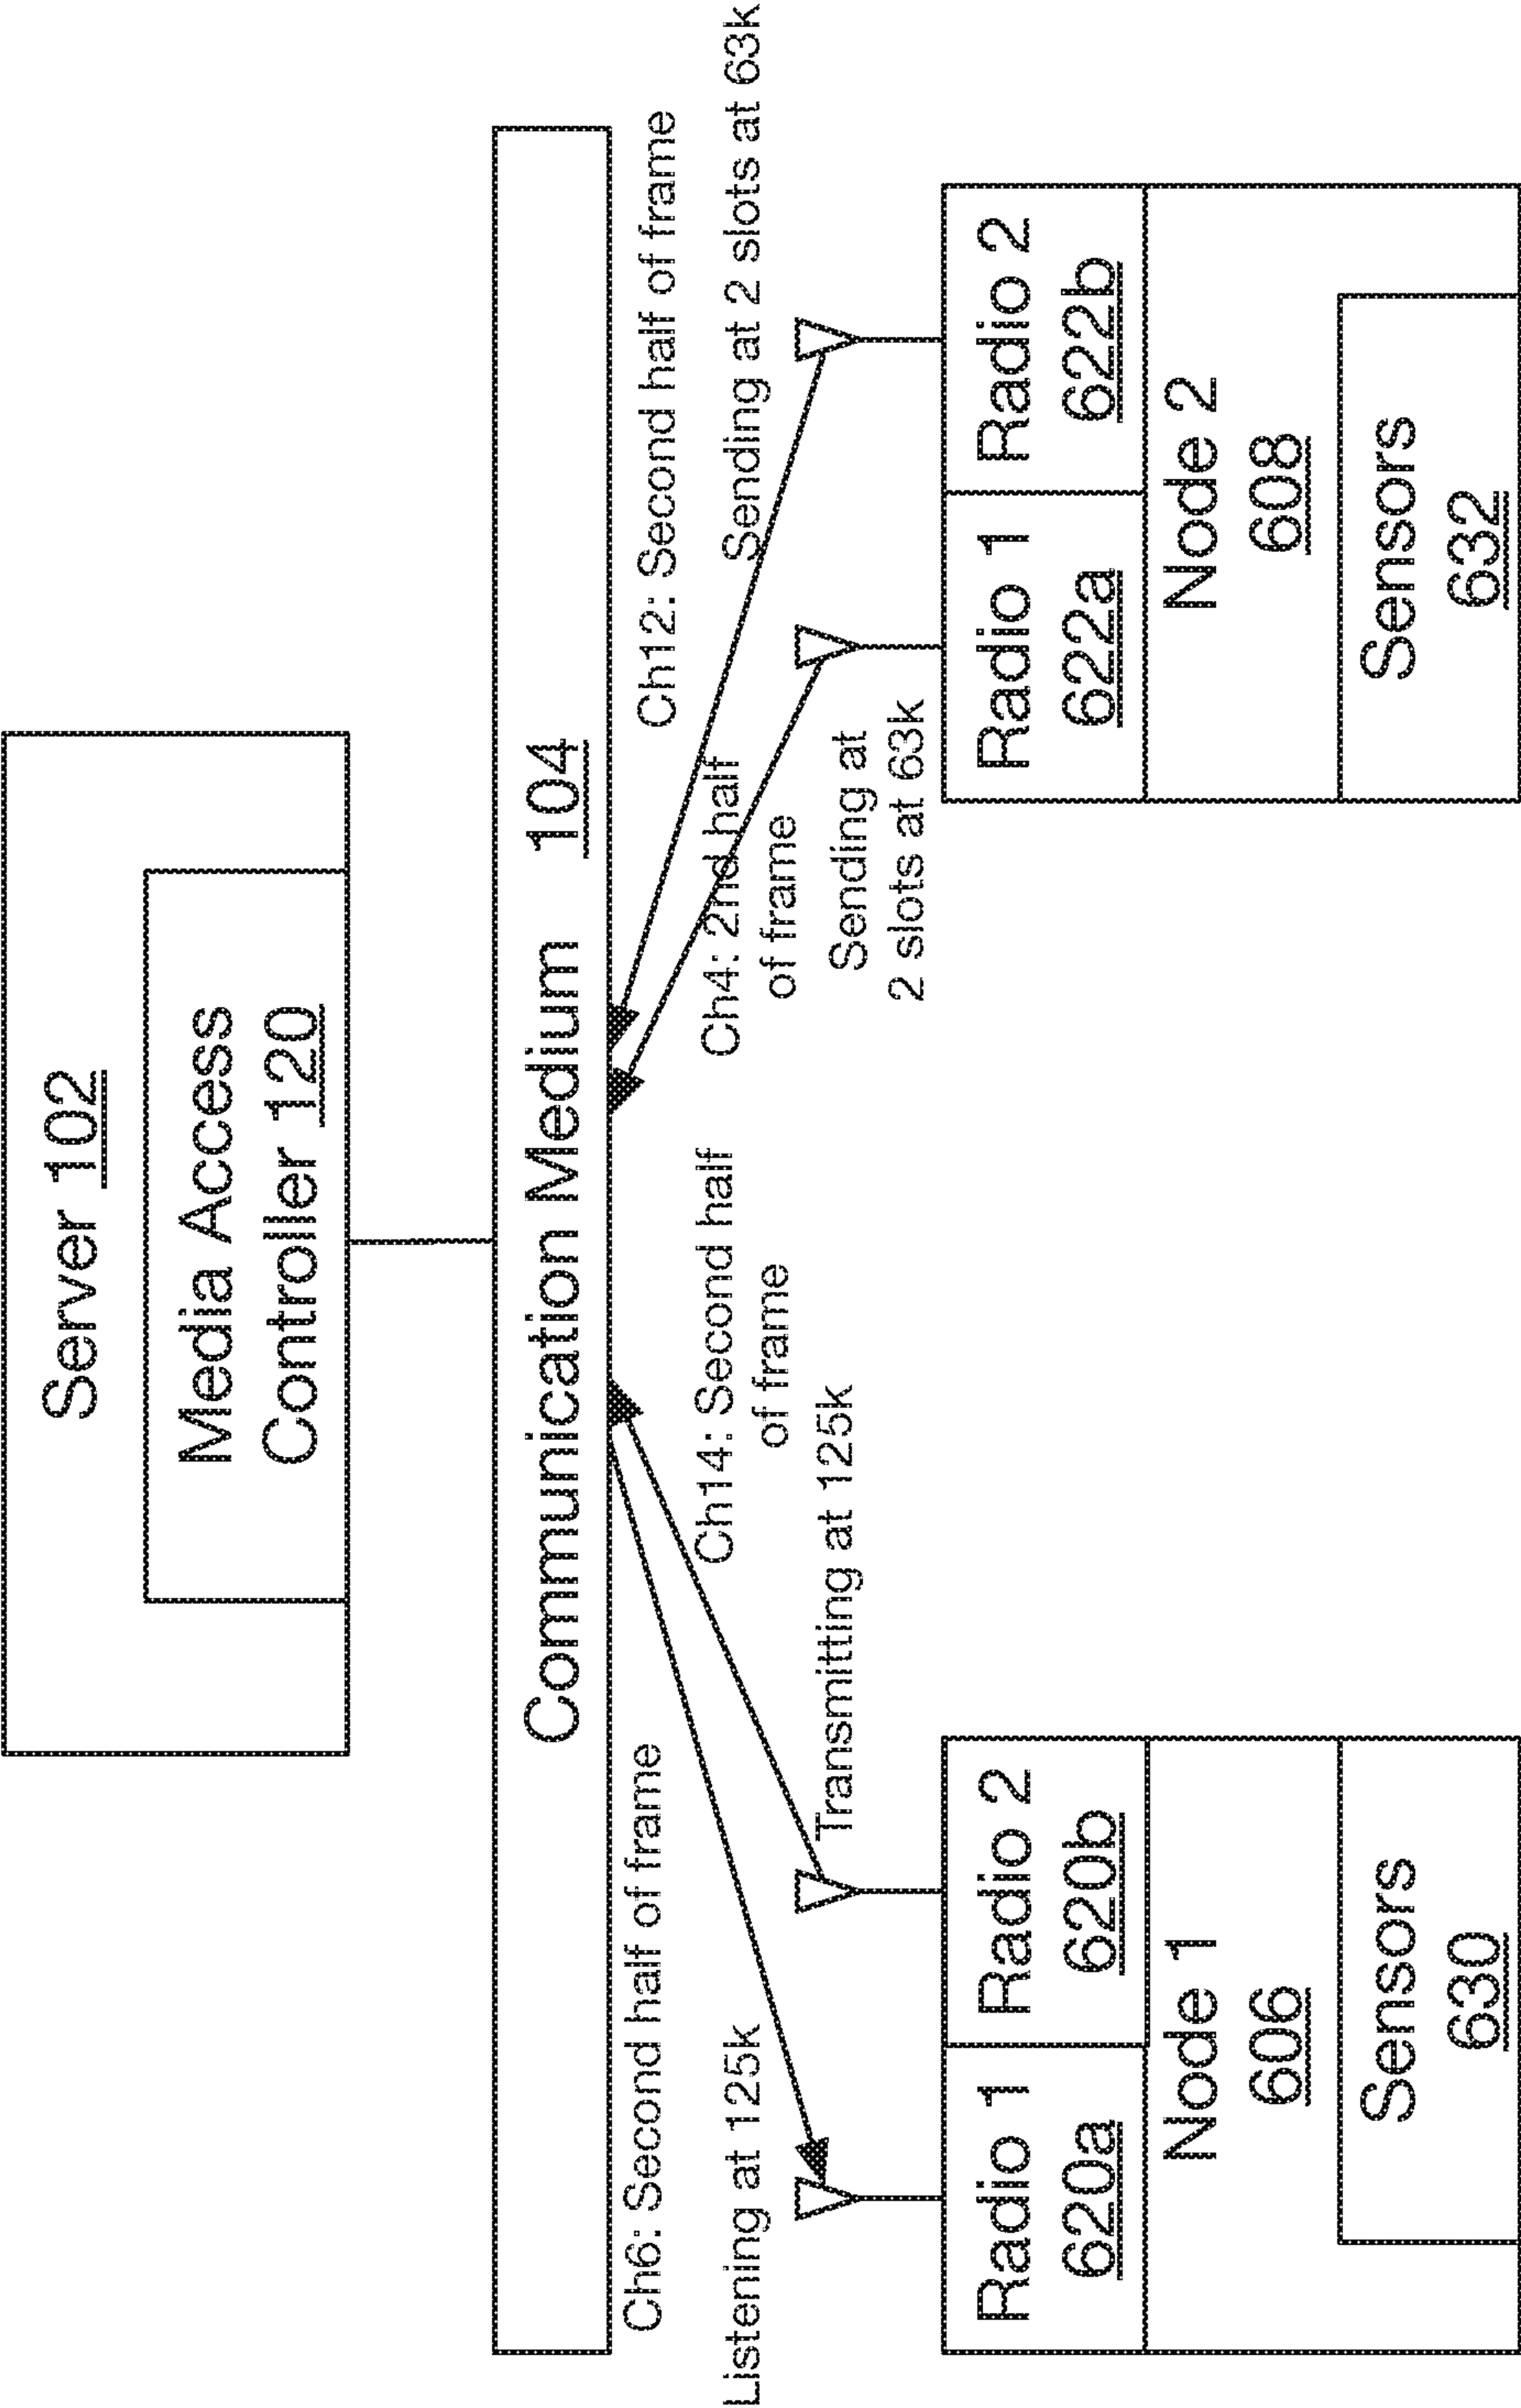 Server 102
Media Access
Controller 120
Communication Medium 104
Ch6: Second half of frame
Listening at 125k
Ch14: Second half
of frame
Transmitting at 125k
Ch4: 2nd half
of frame
Sending at
2 slots at 63k
Ch12: Second half of frame
Sending at 2 slots at 63k
Radio 1
620a
Radio 2
620b
Node 1
606
Sensors
630
Radio 1
622a
Radio 2
622b
Node 2
608
Sensors
632